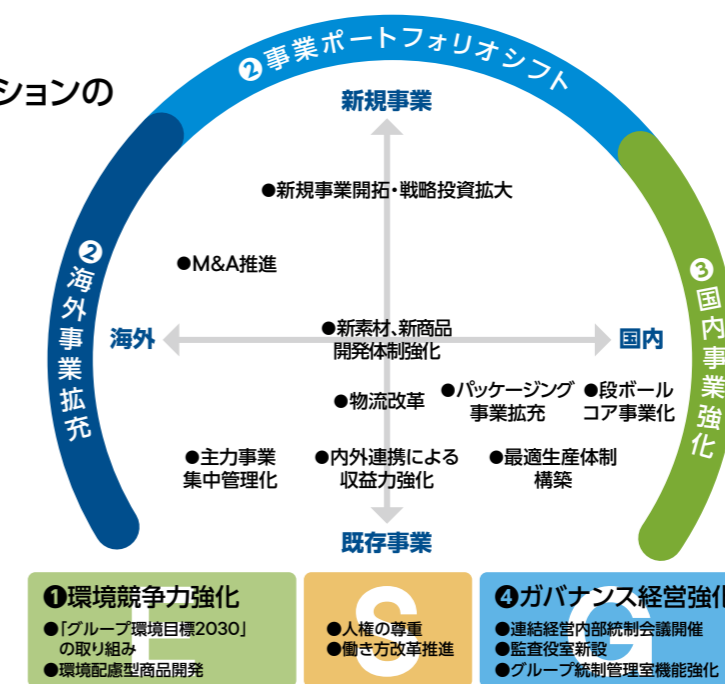 ションの
❷事業ポートフォリオシフト
新規事業
●新規事業開拓・戦略投資拡大
❷海外事業拡充
●M&A推進
❸国内事業強化
海外
●新素材、新商品
開発体制強化
国内
●物流改革
●パッケージング
事業拡充
●段ボール
コア事業化
●主力事業
集中管理化
●内外連携による
収益力強化
●最適生産体制
構築
既存事業
E
❶環境競争力強化
●「グループ環境目標2030」
の取り組み
●環境配慮型商品開発
S
●人権の尊重
●働き方改革推進
G
❹ガバナンス経営強化
●連結経営内部統制会議開催
●監査役室新設
●グループ統制管理室機能強化